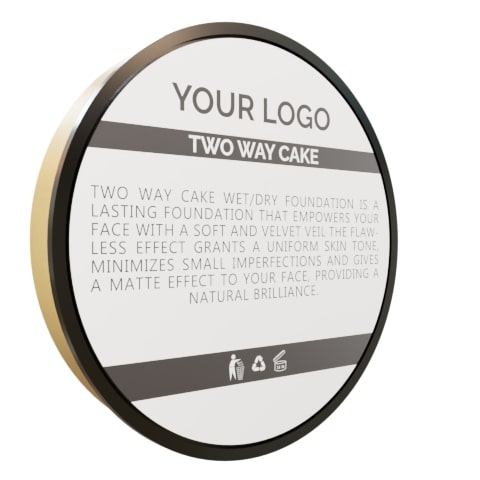 YOUR LOGO
TWO WAY CAKE
TWO WAY CAKE WET/DRY FOUNDATION IS A
LASTING FOUNDATION THAT EMPOWERS YOUR
FACE WITH A SOFT AND VELVET VEIL THE FLAW-
LESS EFFECT GRANTS A UNIFORM SKIN TONE,
MINIMIZES SMALL IMPERFECTIONS AND GIVES
A MATTE EFFECT TO YOUR FACE, PROVIDING A
NATURAL BRILLIANCE.